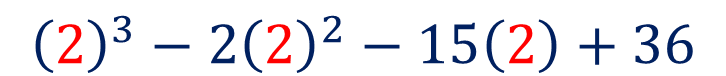 (2)³ − 2(2)² − 15(2) + 36